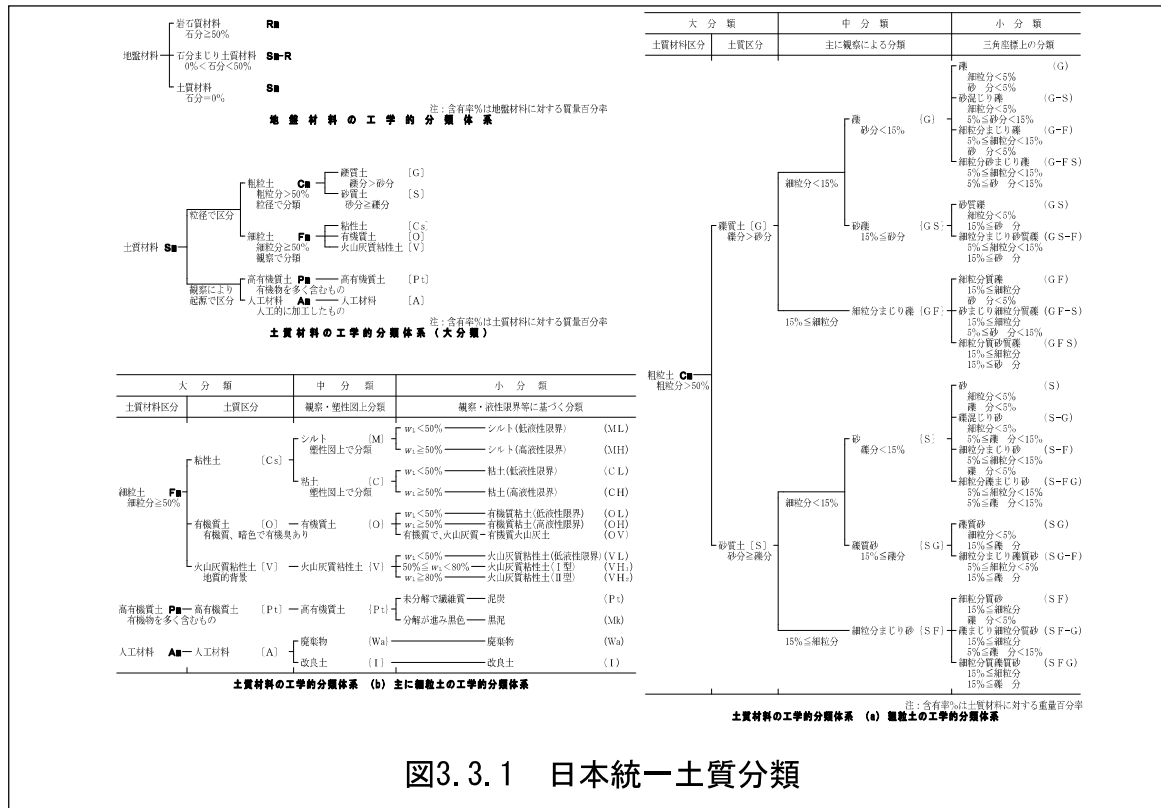 岩石質材料 Rm
石分≧50%
地盤材料 石分まじり土質材料 Sm-R
0%<石分<50%
土質材料 Sm
石分=0%
注：含有率%は地盤材料に対する質量百分率
地盤材料の工学的分類体系
粗粒土 Cm 礫質土 [G]
粗粒分>50% 礫分>砂分
粒径で分類 砂質土 [S]
粒径で区分 砂分≧礫分
細粒土 Fm 粘性土 [Cs]
細粒分≧50% 有機質土 [O]
観察で分類 火山灰質粘性土 [V]
土質材料 Sm
高有機質土 Pm 高有機質土 [Pt]
観察により 有機物を多く含むもの
起源で区分 人工材料 Am 人工材料 [A]
人工的に加工したもの
注：含有率%は土質材料に対する質量百分率
土質材料の工学的分類体系(大分類)
大分類 中分類 小分類
土質材料区分 土質区分 観察・塑性図上分類 観察・液性限界等に基づく分類
シルト {M} wL<50% シルト(低液性限界) (ML)
塑性図上で分類 wL≧50% シルト(高液性限界) (MH)
粘性土 [Cs]
粘土 {C} wL<50% 粘土(低液性限界) (CL)
塑性図上で分類 wL≧50% 粘土(高液性限界) (CH)
細粒土 Fm
細粒分≧50%
wL<50% 有機質粘土(低液性限界) (OL)
有機質土 [O] 有機質土 {O} wL≧50% 有機質粘土(高液性限界) (OH)
有機質、暗色で有機臭あり 有機質で、火山灰質 有機質火山灰土 (OV)
wL<50% 火山灰質粘性土(低液性限界) (VL)
火山灰質粘性土 [V] 火山灰質粘性土 {V} 50%≦wL<80% 火山灰質粘性土(Ⅰ型) (VH₁)
地質的背景 wL≧80% 火山灰質粘性土(Ⅱ型) (VH₂)
未分解で繊維質 泥炭 (Pt)
高有機質土 Pm 高有機質土 [Pt] 高有機質土 {Pt}
有機物を多く含むもの
分解が進み黒色 黒泥 (Mk)
廃棄物 {Wa} 廃棄物 (Wa)
人工材料 Am 人工材料 [A]
改良土 {I} 改良土 (I)
土質材料の工学的分類体系 (b) 主に細粒土の工学的分類体系
大分類 中分類 小分類
土質材料区分 土質区分 主に観察による分類 三角座標上の分類
粗粒土 Cm
粗粒分>50%
礫質土 [G]
礫分>砂分
細粒分<15%
礫 {G}
砂分<15%
礫 (G)
細粒分<5%
砂 分<5%
砂混じり礫 (G-S)
細粒分<5%
5%≦砂分<15%
細粒分まじり礫 (G-F)
5%≦細粒分<15%
砂 分<5%
細粒分砂まじり礫 (G-FS)
5%≦細粒分<15%
5%≦砂 分<15%
砂礫 {GS}
15%≦砂分
砂質礫 (GS)
細粒分<5%
15%≦砂 分
細粒分まじり砂質礫 (GS-F)
5%≦細粒分<15%
15%≦砂 分
15%≦細粒分
細粒分まじり礫 {GF}
細粒分質礫 (GF)
15%≦細粒分
砂 分<5%
砂まじり細粒分質礫 (GF-S)
15%≦細粒分
5%≦砂 分<15%
細粒分質砂質礫 (GFS)
15%≦細粒分
15%≦砂 分
砂質土 [S]
砂分≧礫分
細粒分<15%
砂 {S}
礫分<15%
砂 (S)
細粒分<5%
礫 分<5%
礫混じり砂 (S-G)
細粒分<5%
5%≦礫 分<15%
細粒分まじり砂 (S-F)
5%≦細粒分<15%
礫 分<5%
細粒分礫まじり砂 (S-FG)
5%≦細粒分<15%
5%≦礫 分<15%
礫質砂 {SG}
15%≦礫分
礫質砂 (SG)
細粒分<5%
15%≦礫 分
細粒分まじり礫質砂 (SG-F)
5%≦細粒分<5%
15%≦礫 分
15%≦細粒分
細粒分まじり砂 {SF}
細粒分質砂 (SF)
15%≦細粒分
礫 分<5%
礫まじり細粒分質砂 (SF-G)
15%≦細粒分
5%≦礫 分<15%
細粒分質礫質砂 (SFG)
15%≦細粒分
15%≦礫 分
注：含有率%は土質材料に対する重量百分率
土質材料の工学的分類体系 (a) 粗粒土の工学的分類体系
図3.3.1 日本統一土質分類